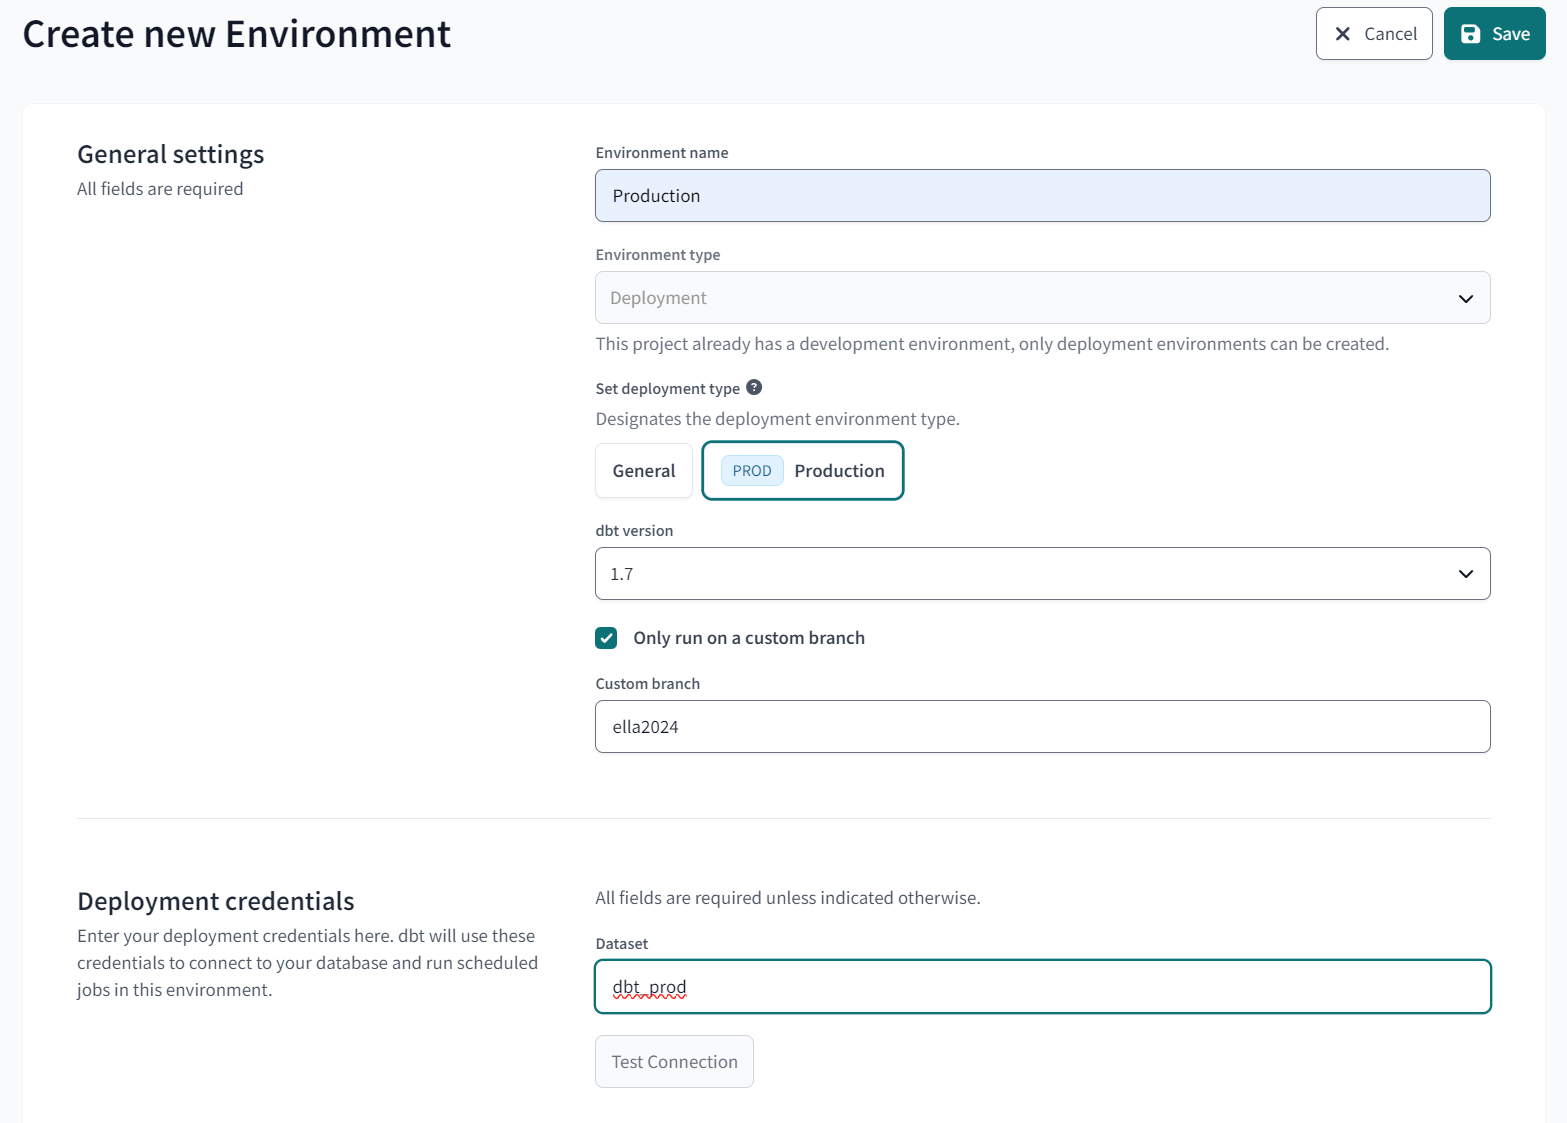 Create new Environment
Cancel
Save
General settings
All fields are required
Environment name
Production
Environment type
Deployment
This project already has a development environment, only deployment environments can be created.
Set deployment type ?
Designates the deployment environment type.
General
PROD Production
dbt version
1.7
Only run on a custom branch
Custom branch
ella2024
Deployment credentials
Enter your deployment credentials here. dbt will use these
credentials to connect to your database and run scheduled
jobs in this environment.
All fields are required unless indicated otherwise.
Dataset
dbt_prod
Test Connection